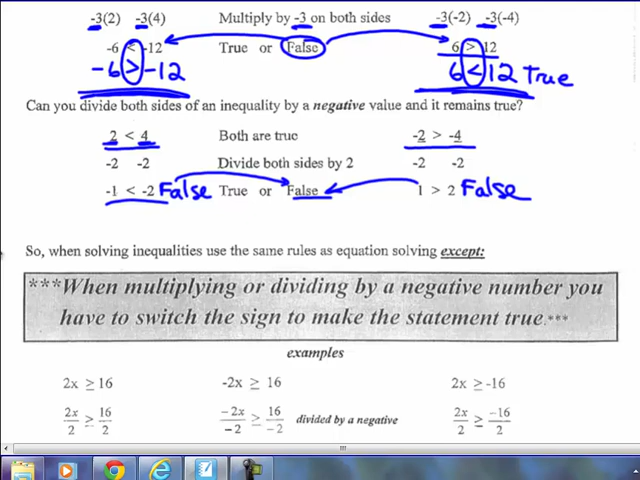 -3(2) -3(4) Multiply by -3 on both sides -3(-2) -3(-4)
-6 < -12 True or False 6 > 12
-6 > -12 6 < 12 True
Can you divide both sides of an inequality by a negative value and it remains true?
2 < 4 Both are true -2 > -4
-2 -2 Divide both sides by 2 -2 -2
-1 < -2 False True or False 1 > 2 False
So, when solving inequalities use the same rules as equation solving except:
***When multiplying or dividing by a negative number you
have to switch the sign to make the statement true.***
examples
2x ≥ 16 -2x ≥ 16 2x ≥ -16
2x/2 ≥ 16/2 -2x/-2 ≥ 16/-2 divided by a negative 2x/2 ≥ -16/2